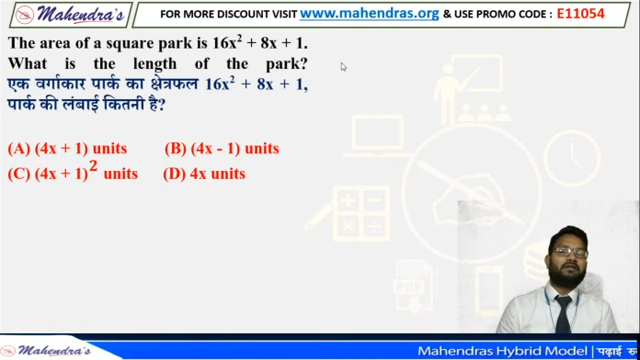 Mahendra's
FOR MORE DISCOUNT VISIT www.mahendras.org & USE PROMO CODE : E11054
The area of a square park is 16x² + 8x + 1.
What is the length of the park?
एक वर्गाकार पार्क का क्षेत्रफल 16x² + 8x + 1,
पार्क की लंबाई कितनी है?
(A) (4x + 1) units (B) (4x - 1) units
(C) (4x + 1)² units (D) 4x units
Mahendra's
Mahendras Hybrid Model | पढ़ाई